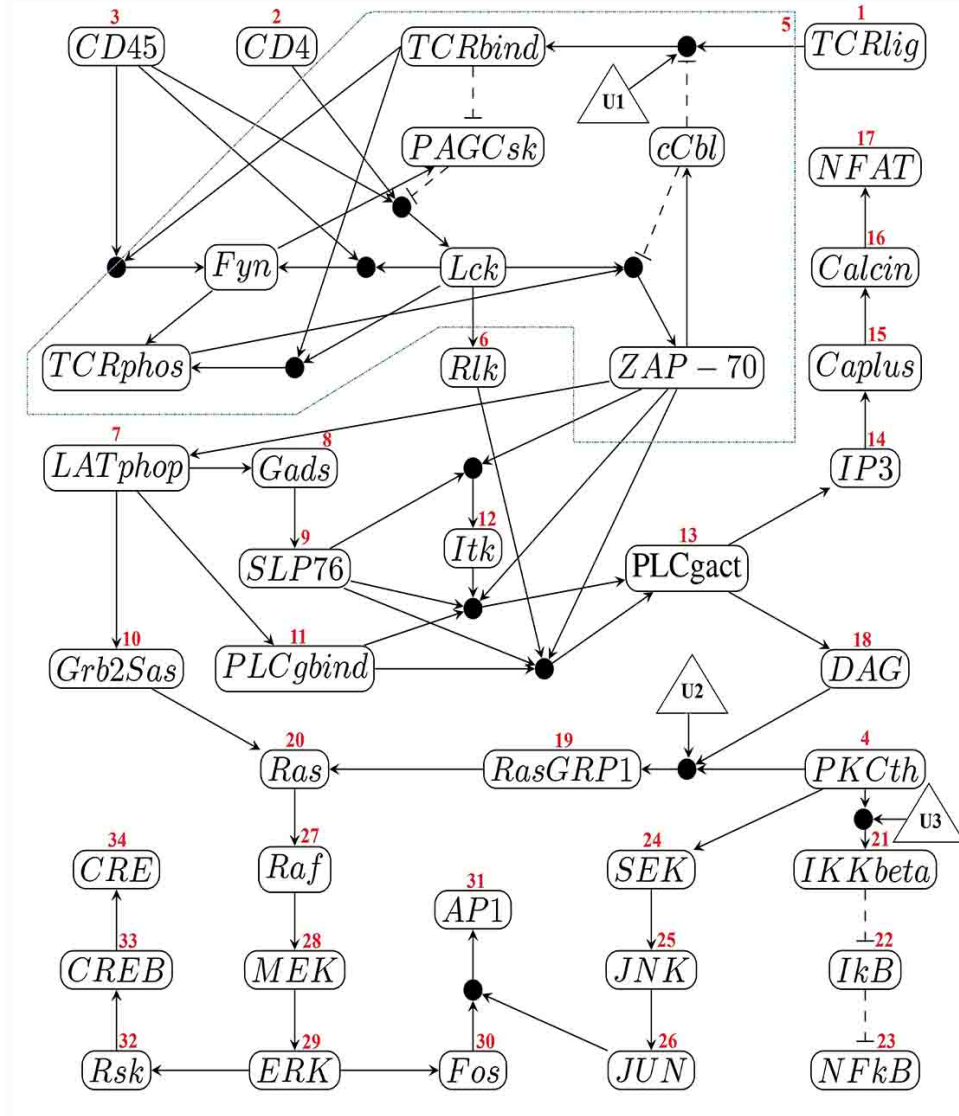 3 2 5 1
CD45 CD4 TCRbind TCRlig
U1
PAGCsk cCbl 17
NFAT
16
Fyn Lck Calcin
6 15
TCRphos Rlk ZAP − 70 Caplus
7 8 14
LATphop Gads IP3
9 12 13
SLP76 Itk PLCgact
10 11 18
Grb2Sas PLCgbind U2 DAG
20 19 4
Ras RasGRP1 PKCth
U3
34 27 24 21
CRE Raf 31 SEK IKKbeta
AP1
33 28 25 22
CREB MEK JNK IkB
32 29 30 26 23
Rsk ERK Fos JUN NFkB